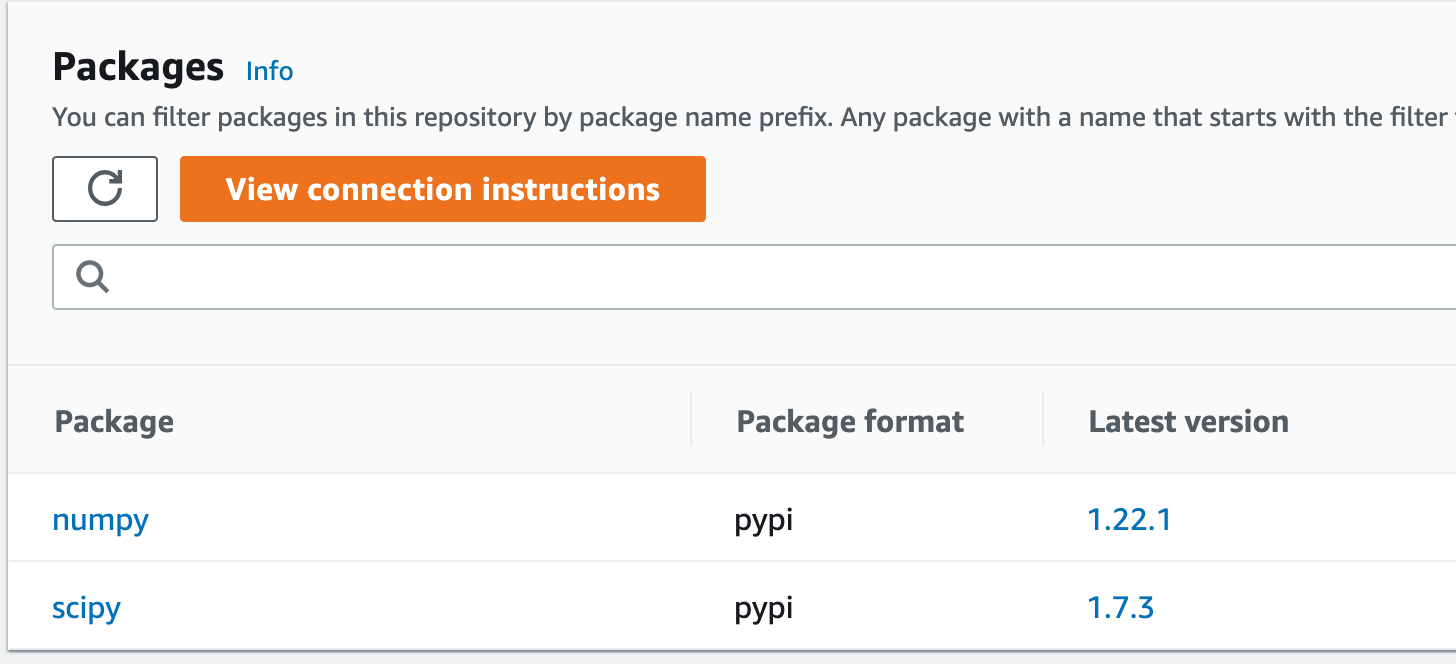 Packages Info
You can filter packages in this repository by package name prefix. Any package with a name that starts with the filter
View connection instructions
Package Package format Latest version
numpy pypi 1.22.1
scipy pypi 1.7.3